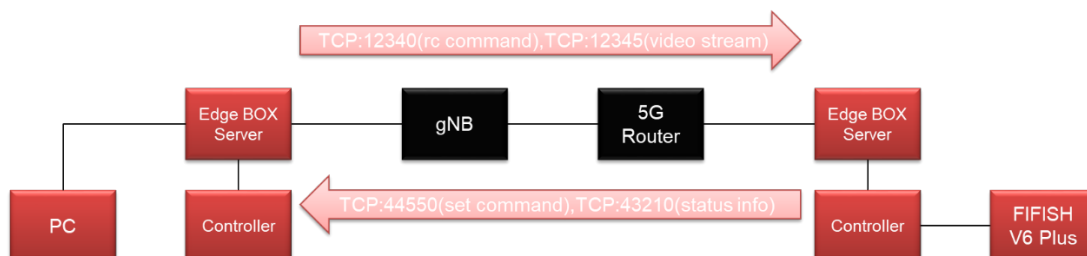 TCP:12340(rc command),TCP:12345(video stream)
Edge BOX
Server
gNB
5G
Router
Edge BOX
Server
TCP:44550(set command),TCP:43210(status info)
PC
Controller
Controller
FIFISH
V6 Plus